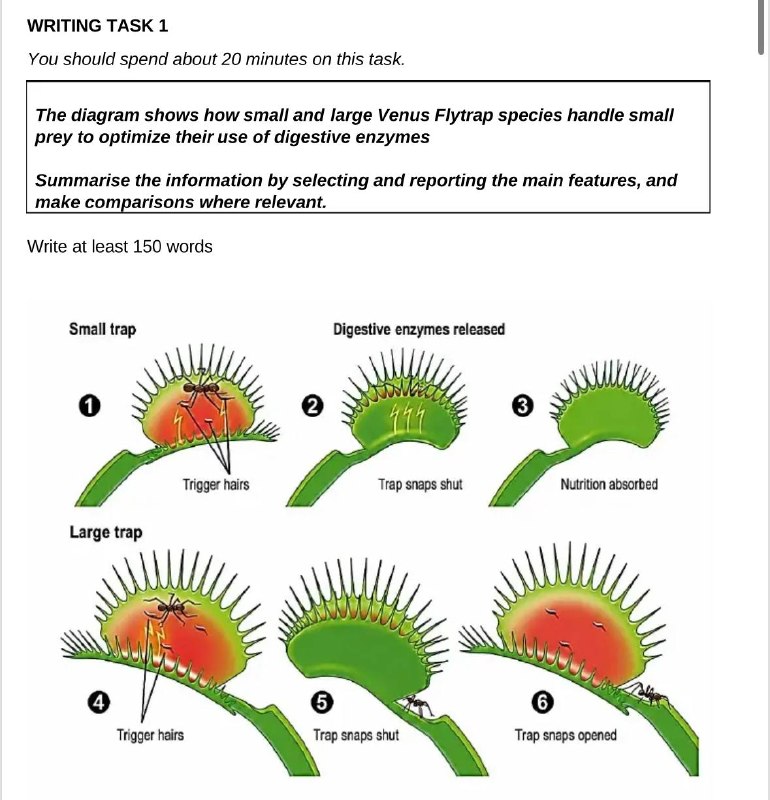 WRITING TASK 1
You should spend about 20 minutes on this task.
The diagram shows how small and large Venus Flytrap species handle small
prey to optimize their use of digestive enzymes
Summarise the information by selecting and reporting the main features, and
make comparisons where relevant.
Write at least 150 words
Small trap
Digestive enzymes released
1
2
3
Trigger hairs
Trap snaps shut
Nutrition absorbed
Large trap
4
5
6
Trigger hairs
Trap snaps shut
Trap snaps opened